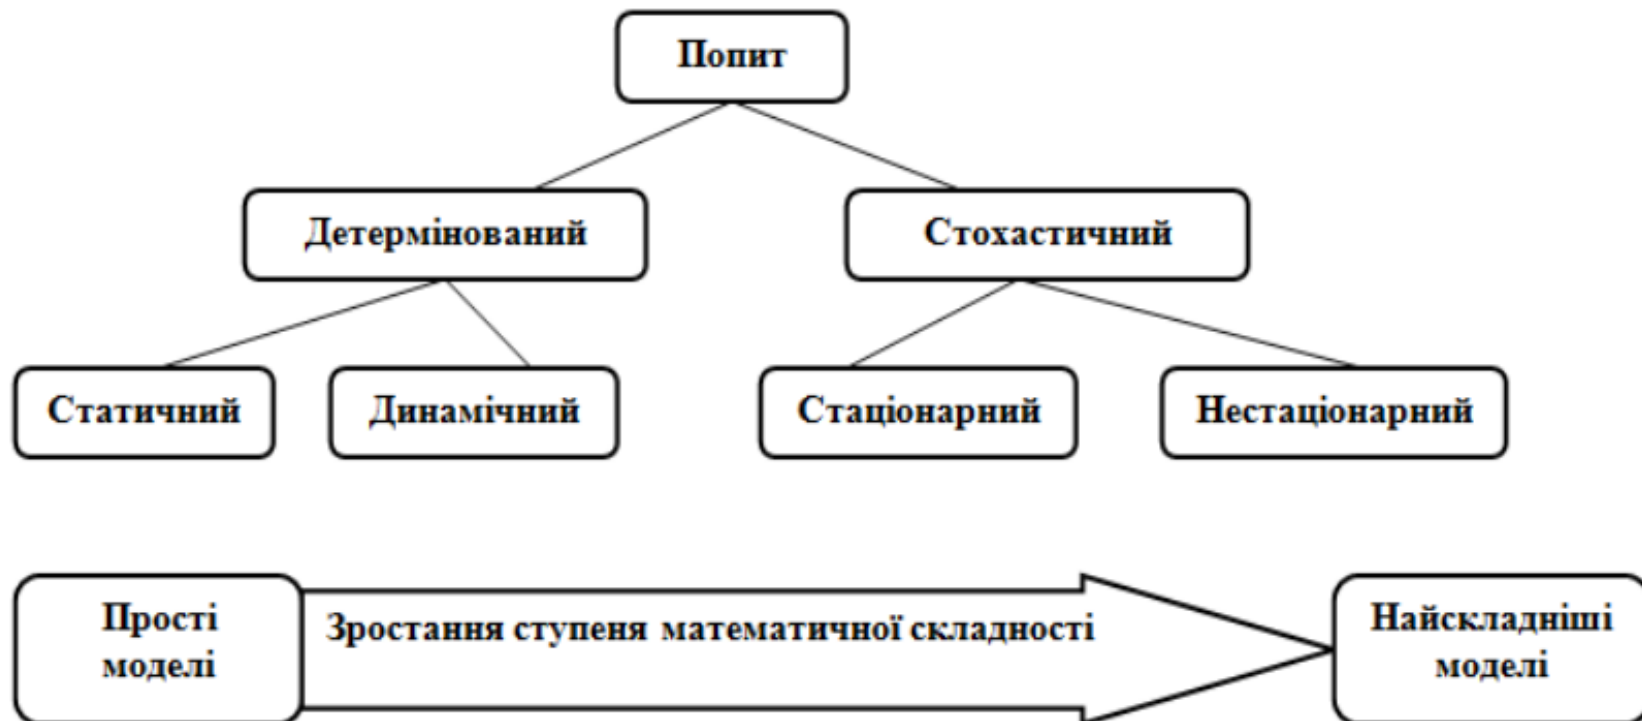 Попит
Детермінований
Стохастичний
Статичний
Динамічний
Стаціонарний
Нестаціонарний
Прості
моделі
Зростання ступеня математичної складності
Найскладніші
моделі